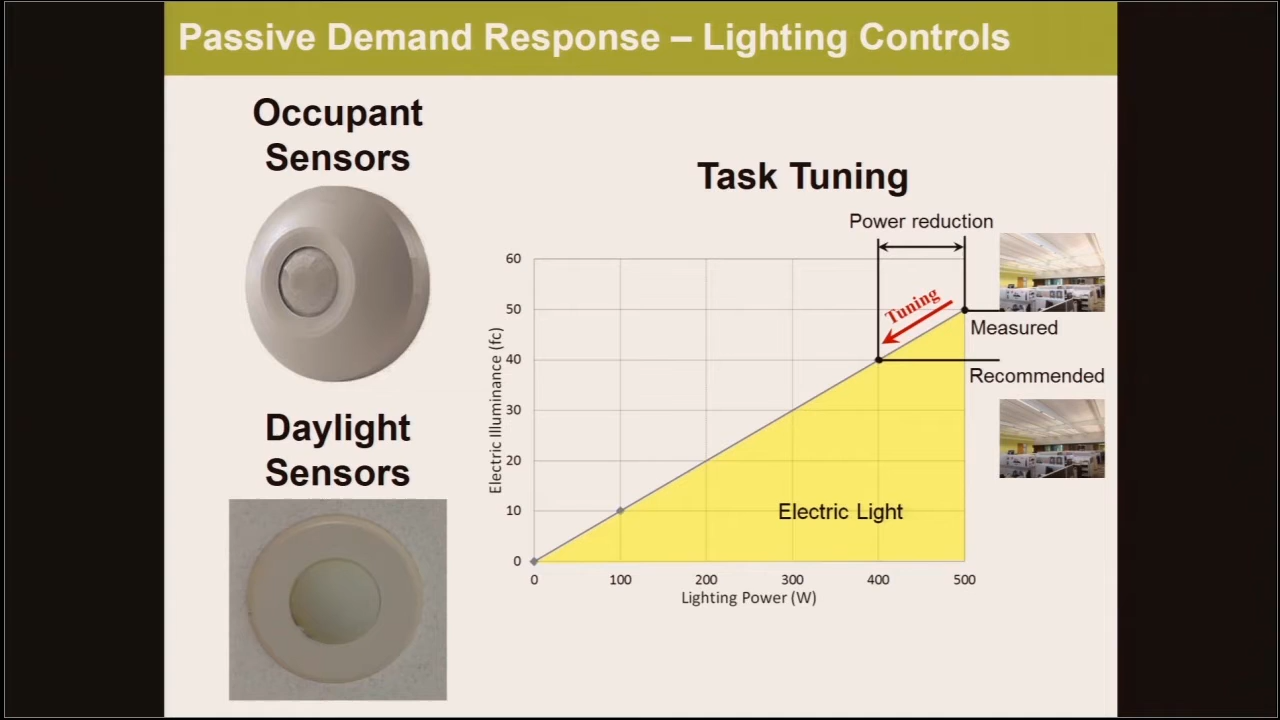 Passive Demand Response – Lighting Controls
Occupant
Sensors
Daylight
Sensors
Task Tuning
Power reduction
Tuning
Measured
Recommended
Electric Illuminance (fc)
60
50
40
30
20
10
0
Electric Light
0 100 200 300 400 500
Lighting Power (W)